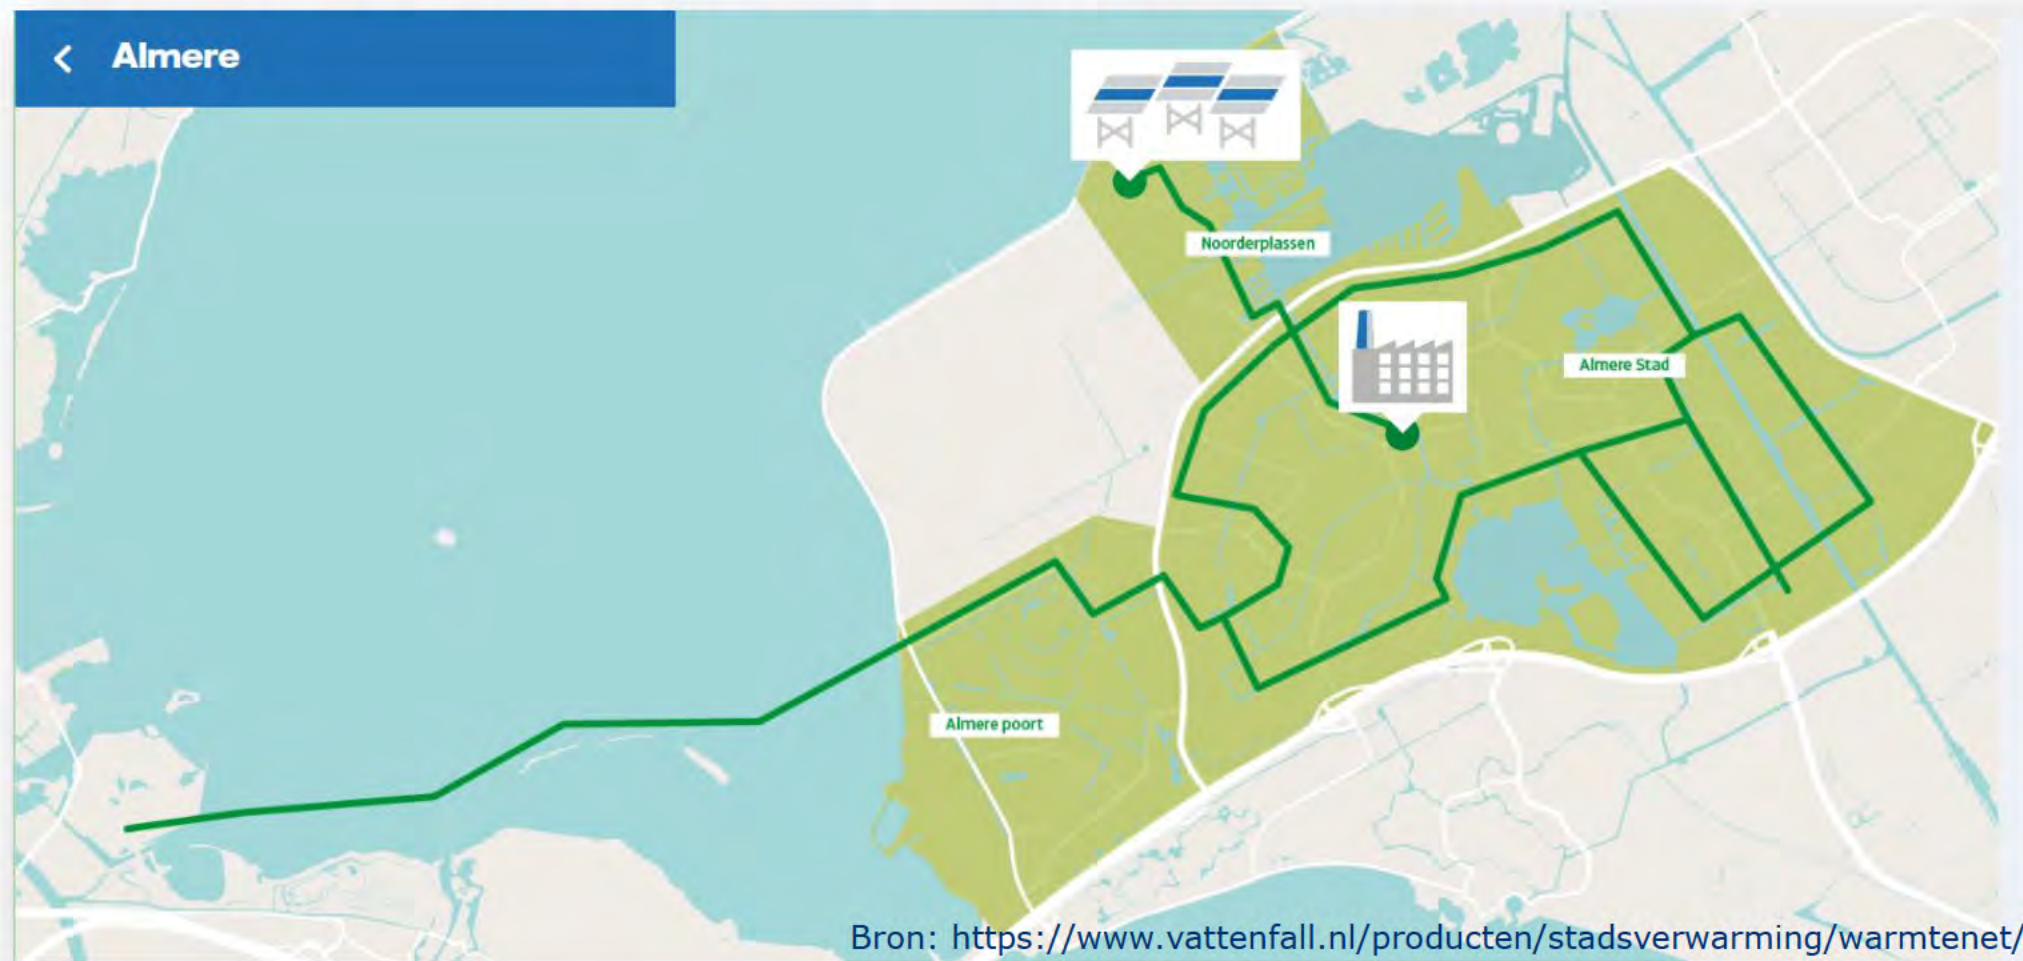 Almere
Noorderplassen
Almere Stad
Almere poort
Bron: https://www.vattenfall.nl/producten/stadsverwarming/warmtenet/